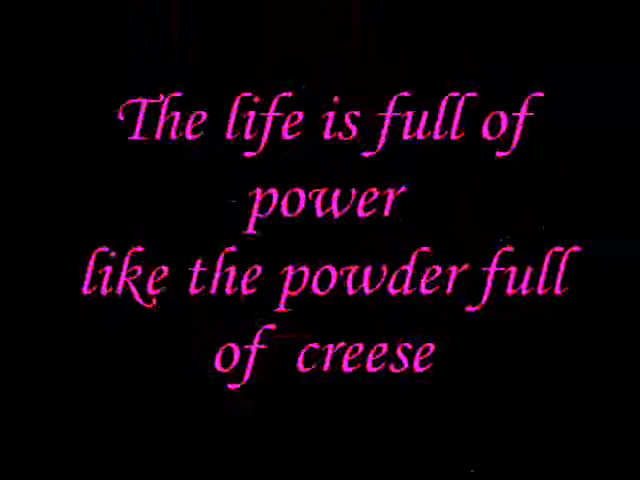 The life is full of
power
like the powder full
of creese